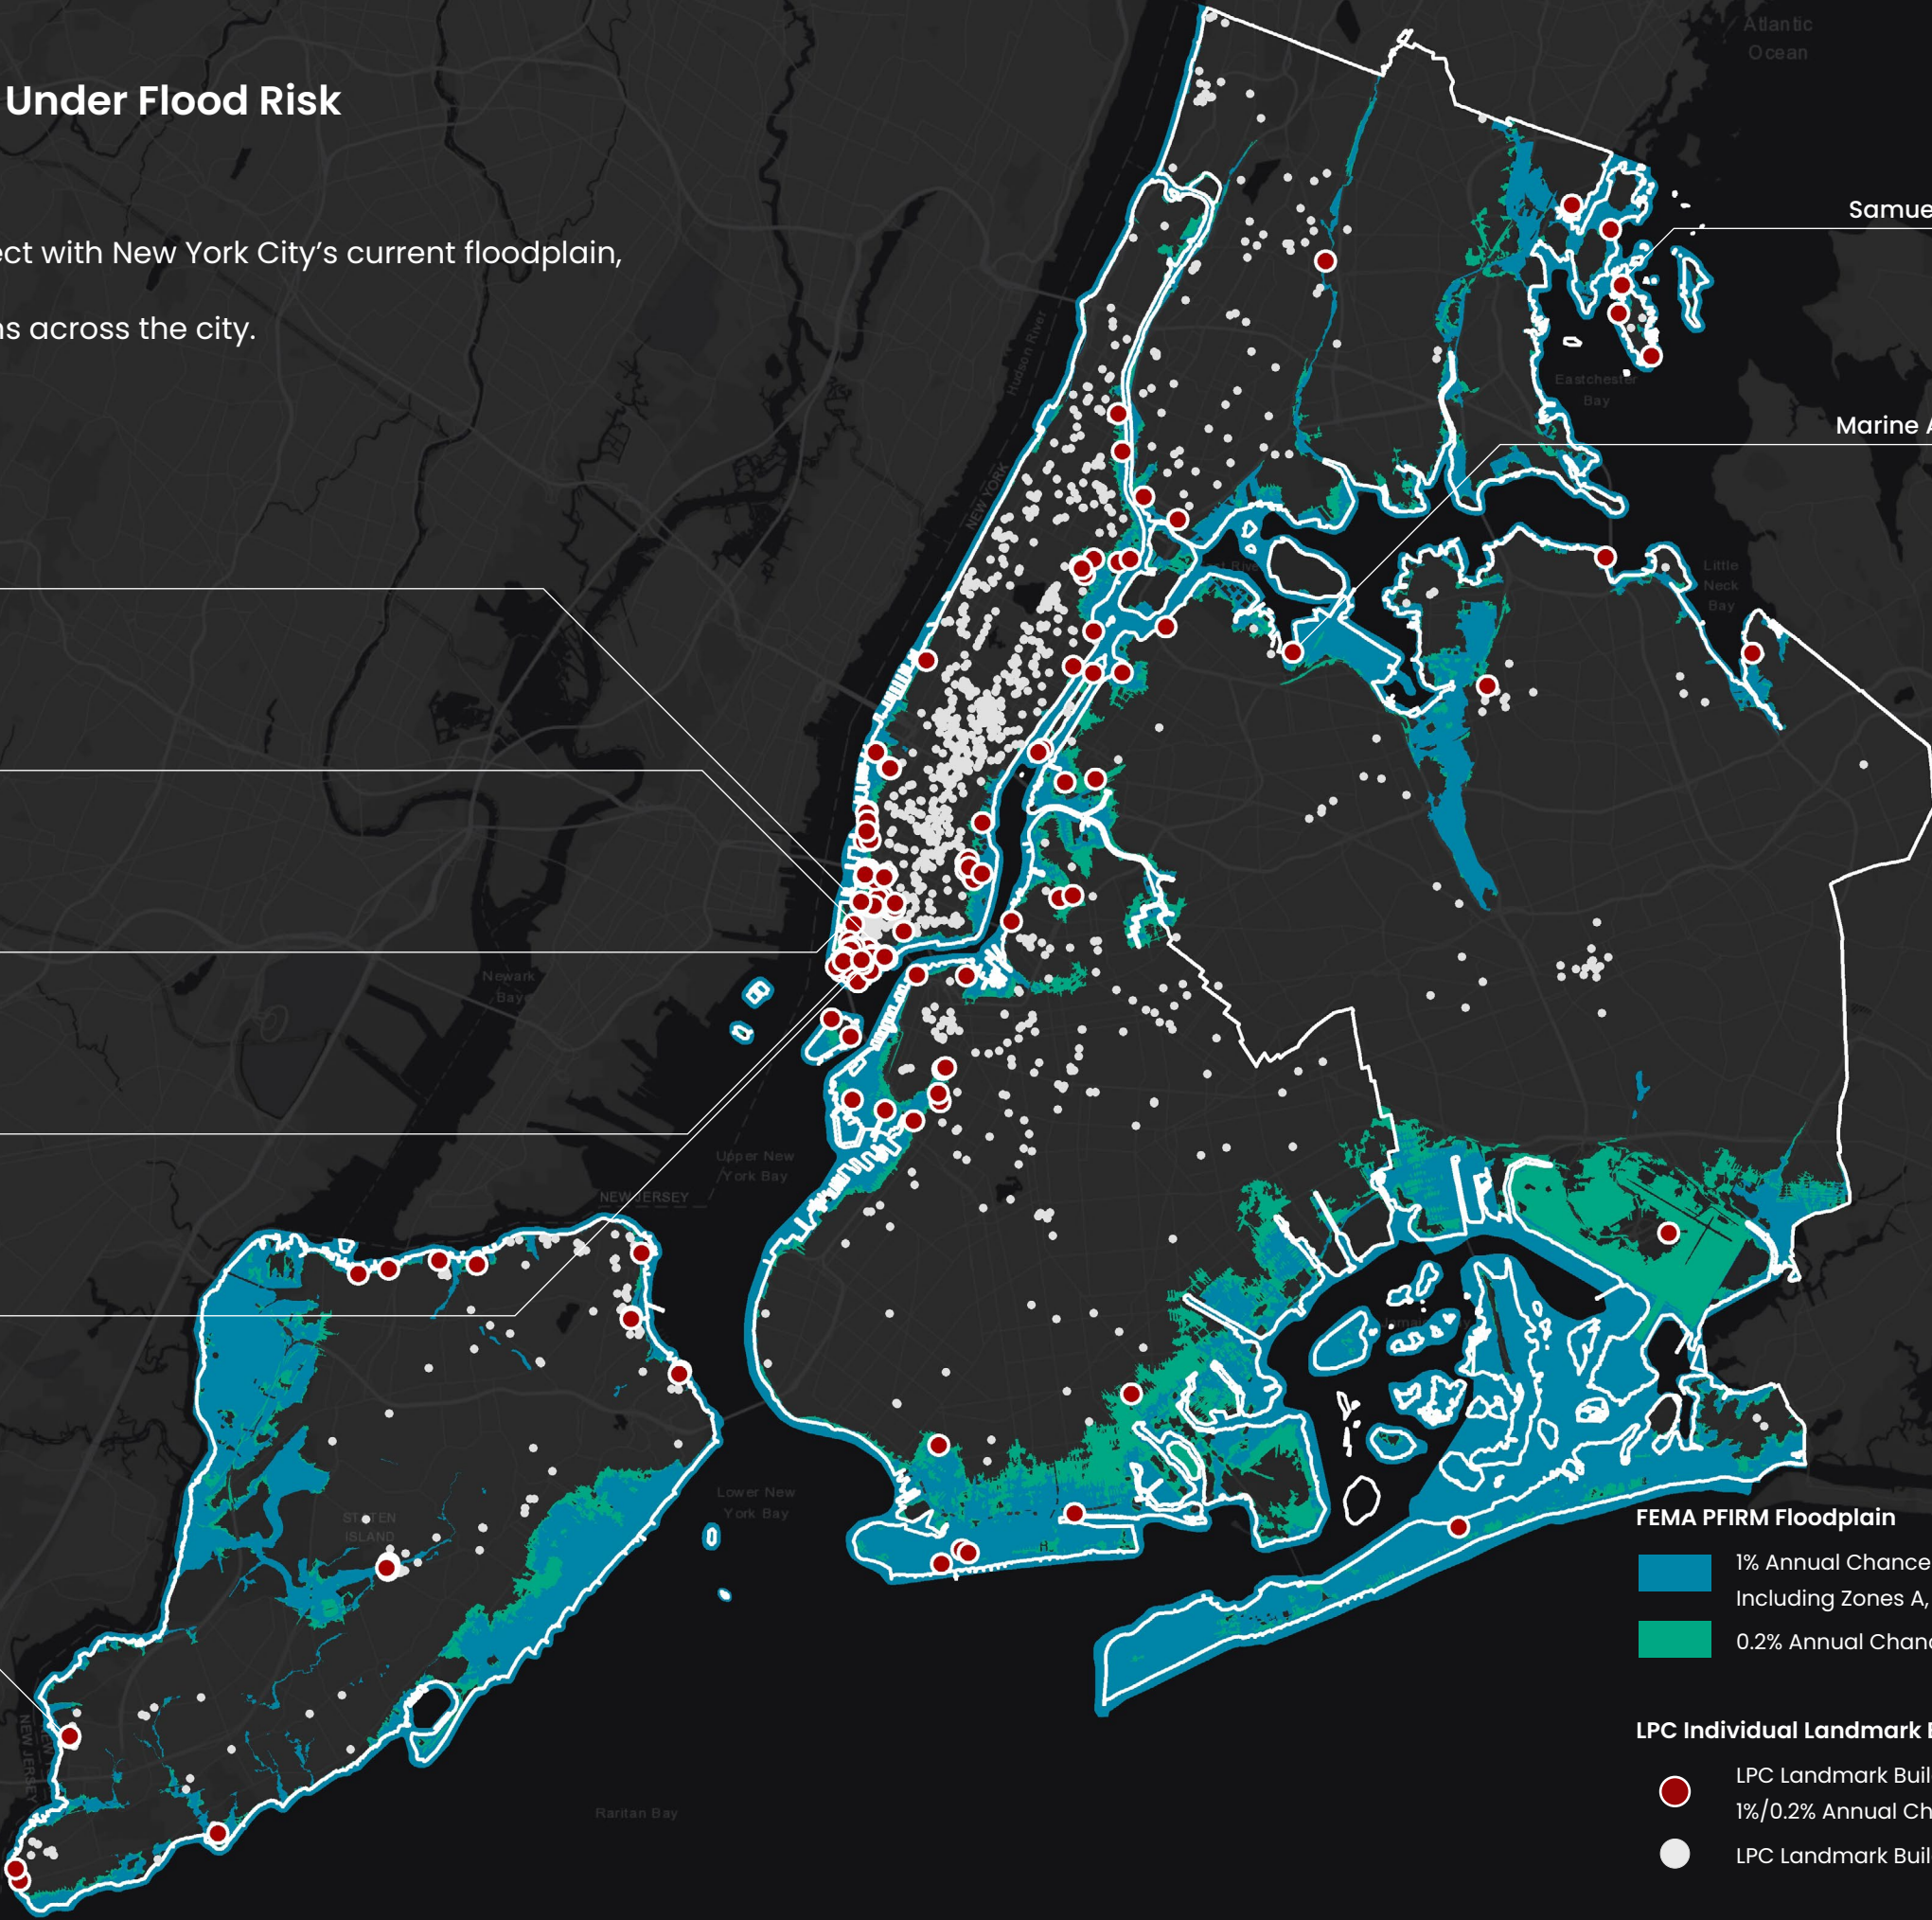 Under Flood Risk
ect with New York City’s current floodplain,
ns across the city.
Atlantic
Ocean
Samue
Hudson River
Eastchester
Bay
Marine A
NEW YORK
Little
Neck
Bay
Newark
Bay
Upper New
York Bay
NEW JERSEY
Lower New
York Bay
STATEN
ISLAND
FEMA PFIRM Floodplain
1% Annual Chance
Including Zones A,
0.2% Annual Chanc
NEW JERSEY
LPC Individual Landmark B
LPC Landmark Buil
1%/0.2% Annual Ch
Raritan Bay
LPC Landmark Buil